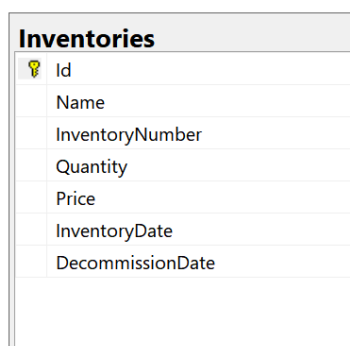 Inventories
Id
Name
InventoryNumber
Quantity
Price
InventoryDate
DecommissionDate